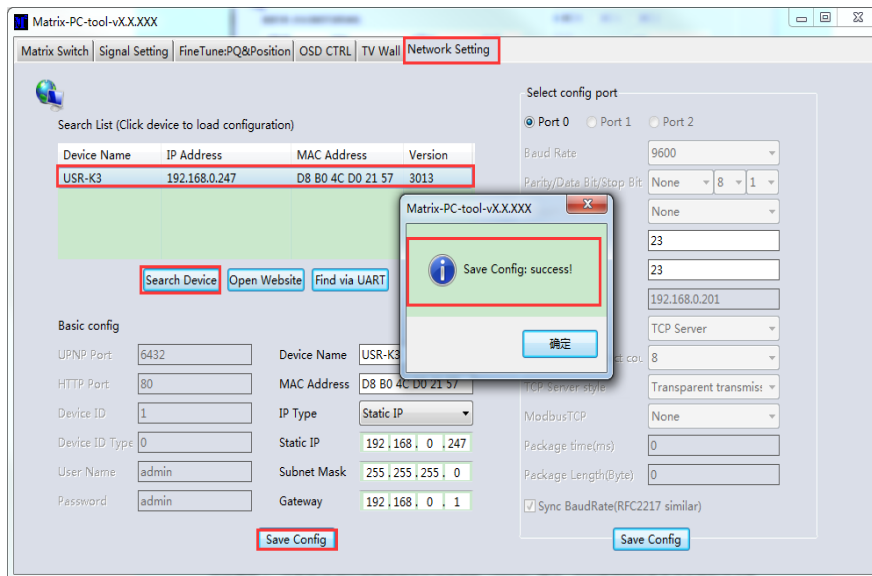 Matrix-PC-tool-vX.X.XXX
Matrix Switch Signal Setting FineTune:PQ&Position OSD CTRL TV Wall Network Setting
Search List (Click device to load configuration)
Device Name IP Address MAC Address Version
USR-K3 192.168.0.247 D8 B0 4C D0 21 57 3013
Search Device Open Website Find via UART
Basic config
UPNP Port 6432 Device Name USR-K3
HTTP Port 80 MAC Address D8 B0 4C D0 21 57
Device ID 1 IP Type Static IP
Device ID Type 0 Static IP 192 . 168 . 0 . 247
User Name admin Subnet Mask 255 . 255 . 255 . 0
Password admin Gateway 192 . 168 . 0 . 1
Save Config
Select config port
Port 0 Port 1 Port 2
Baud Rate 9600
Parity/Data Bit/Stop Bit None 8 1
None
23
23
192.168.0.201
TCP Server
8
TCP Server style Transparent transmis:
ModbusTCP None
Package time(ms) 0
Package Length(Byte) 0
Sync BaudRate(RFC2217 similar)
Save Config
Matrix-PC-tool-vX.X.XXX
Save Config: success!
确定